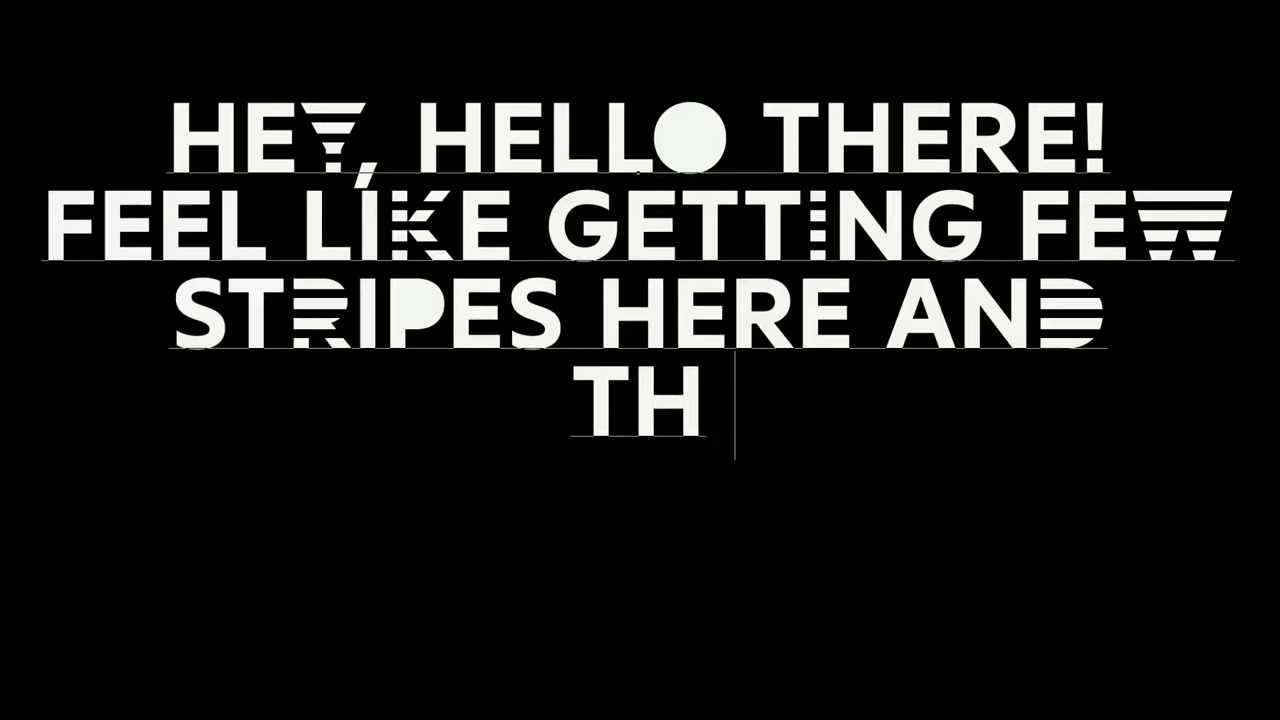 HEY, HELLO THERE!
FEEL LIKE GETTING FEW
STRIPES HERE AND
TH